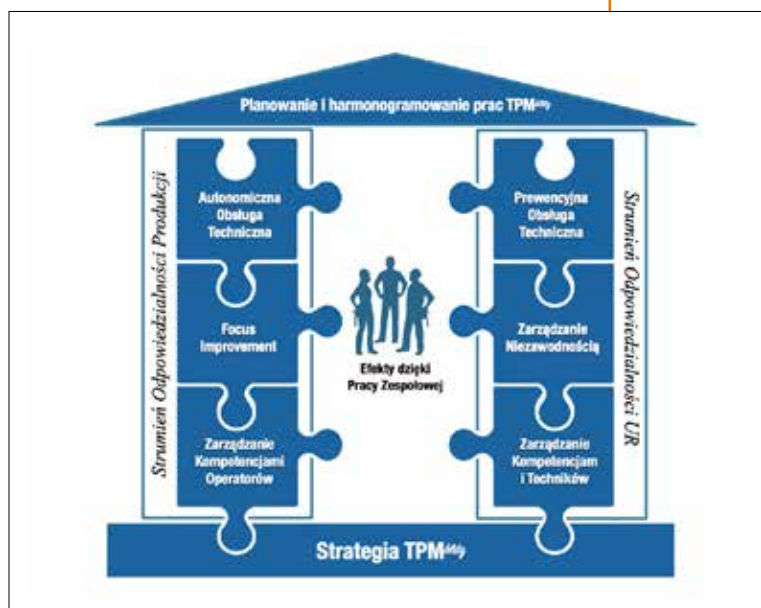 Planowanie i harmonogramowanie prac TPM
Strumień Odpowiedzialności Produkcji
Autonomiczna
Obsługa
Techniczna
Focus
Improvement
Zarządzanie
Kompetencjami
Operatorów
Efekty dzięki
Pracy Zespołowej
Prewencyjna
Obsługa
Techniczna
Zarządzanie
Niezawodnością
Zarządzanie
Kompetencjam
i Techników
Strumień Odpowiedzialności UR
Strategia TPM